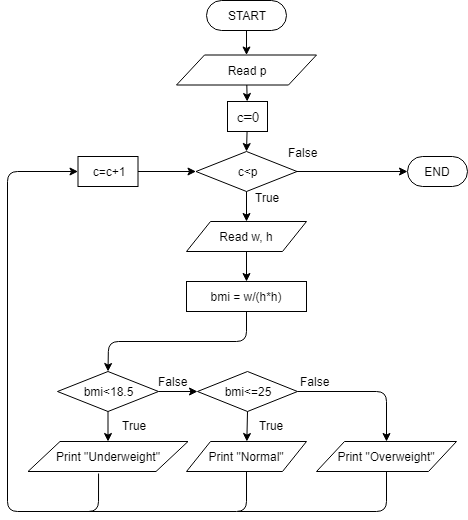 START
Read p
c=0
False
c=c+1
c<p
END
True
Read w, h
bmi = w/(h*h)
bmi<18.5
False
bmi<=25
False
True
True
Print "Underweight"
Print "Normal"
Print "Overweight"